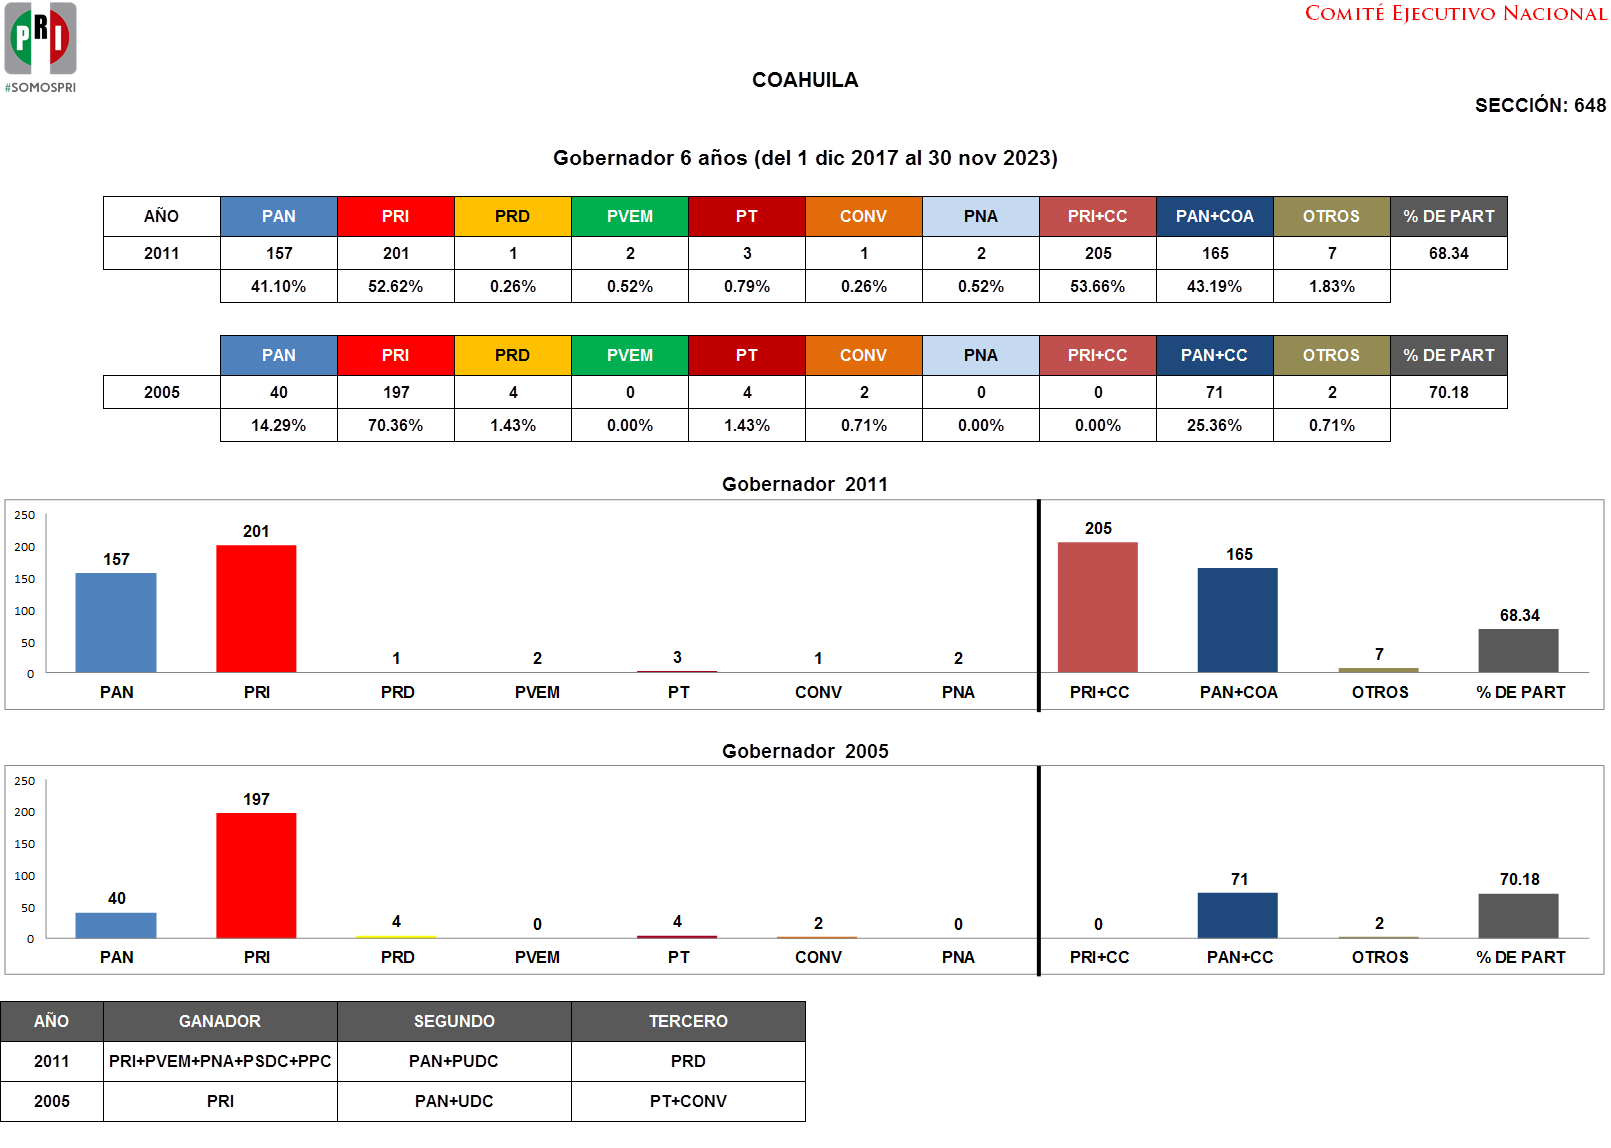 PRI
#SOMOSPRI
COMITÉ EJECUTIVO NACIONAL
COAHUILA
SECCIÓN: 648
Gobernador 6 años (del 1 dic 2017 al 30 nov 2023)
AÑO PAN PRI PRD PVEM PT CONV PNA PRI+CC PAN+COA OTROS % DE PART
2011 157 201 1 2 3 1 2 205 165 7 68.34
41.10% 52.62% 0.26% 0.52% 0.79% 0.26% 0.52% 53.66% 43.19% 1.83%
PAN PRI PRD PVEM PT CONV PNA PRI+CC PAN+CC OTROS % DE PART
2005 40 197 4 0 4 2 0 0 71 2 70.18
14.29% 70.36% 1.43% 0.00% 1.43% 0.71% 0.00% 0.00% 25.36% 0.71%
Gobernador 2011
250
200
150
100
50
0
157 201 1 2 3 1 2 205 165 7 68.34
PAN PRI PRD PVEM PT CONV PNA PRI+CC PAN+COA OTROS % DE PART
Gobernador 2005
250
200
150
100
50
0
40 197 4 0 4 2 0 0 71 2 70.18
PAN PRI PRD PVEM PT CONV PNA PRI+CC PAN+CC OTROS % DE PART
AÑO GANADOR SEGUNDO TERCERO
2011 PRI+PVEM+PNA+PSDC+PPC PAN+PUDC PRD
2005 PRI PAN+UDC PT+CONV